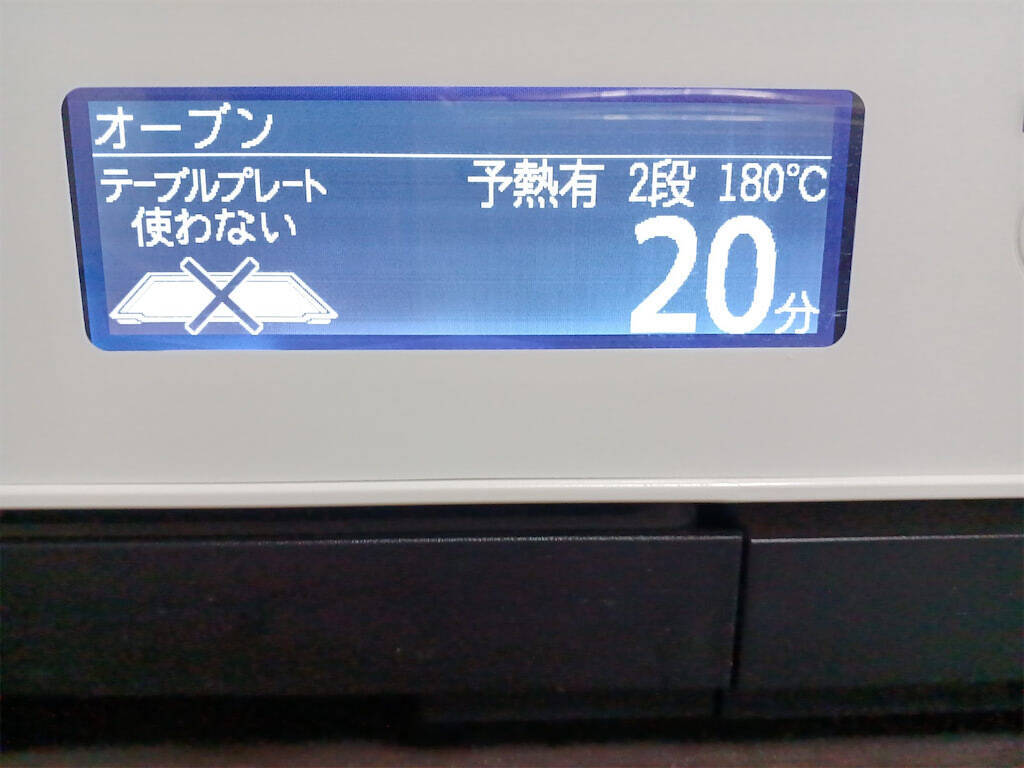 オーブン
テーブルプレート
使わない
予熱有 2段 180℃
20分